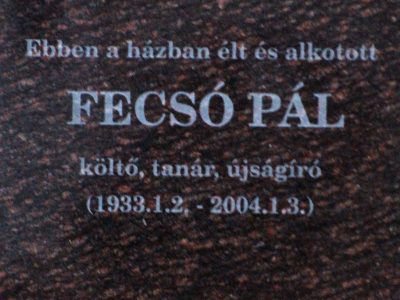 Ebben a házban élt és alkotott
FECSÓ PÁL
költő, tanár, újságíró
(1933.1.2. - 2004.1.3.)